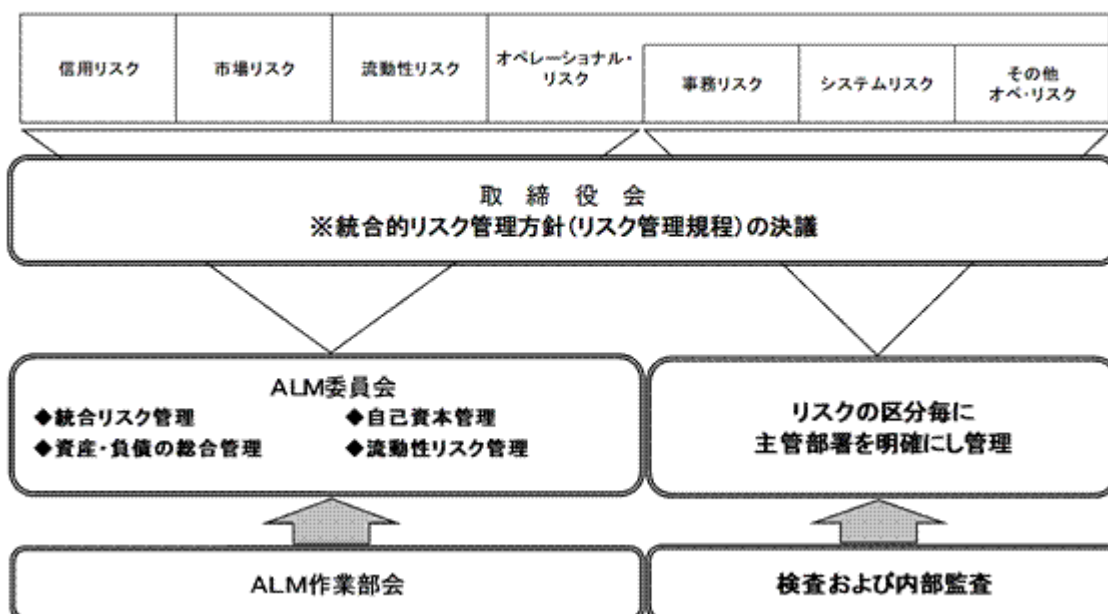 信用リスク
市場リスク
流動性リスク
オペレーショナル・
リスク
事務リスク
システムリスク
その他
オペ・リスク
取 締 役 会
※統合的リスク管理方針(リスク管理規程)の決議
ALM委員会
◆統合リスク管理 ◆自己資本管理
◆資産・負債の総合管理 ◆流動性リスク管理
リスクの区分毎に
主管部署を明確にし管理
ALM作業部会
検査および内部監査